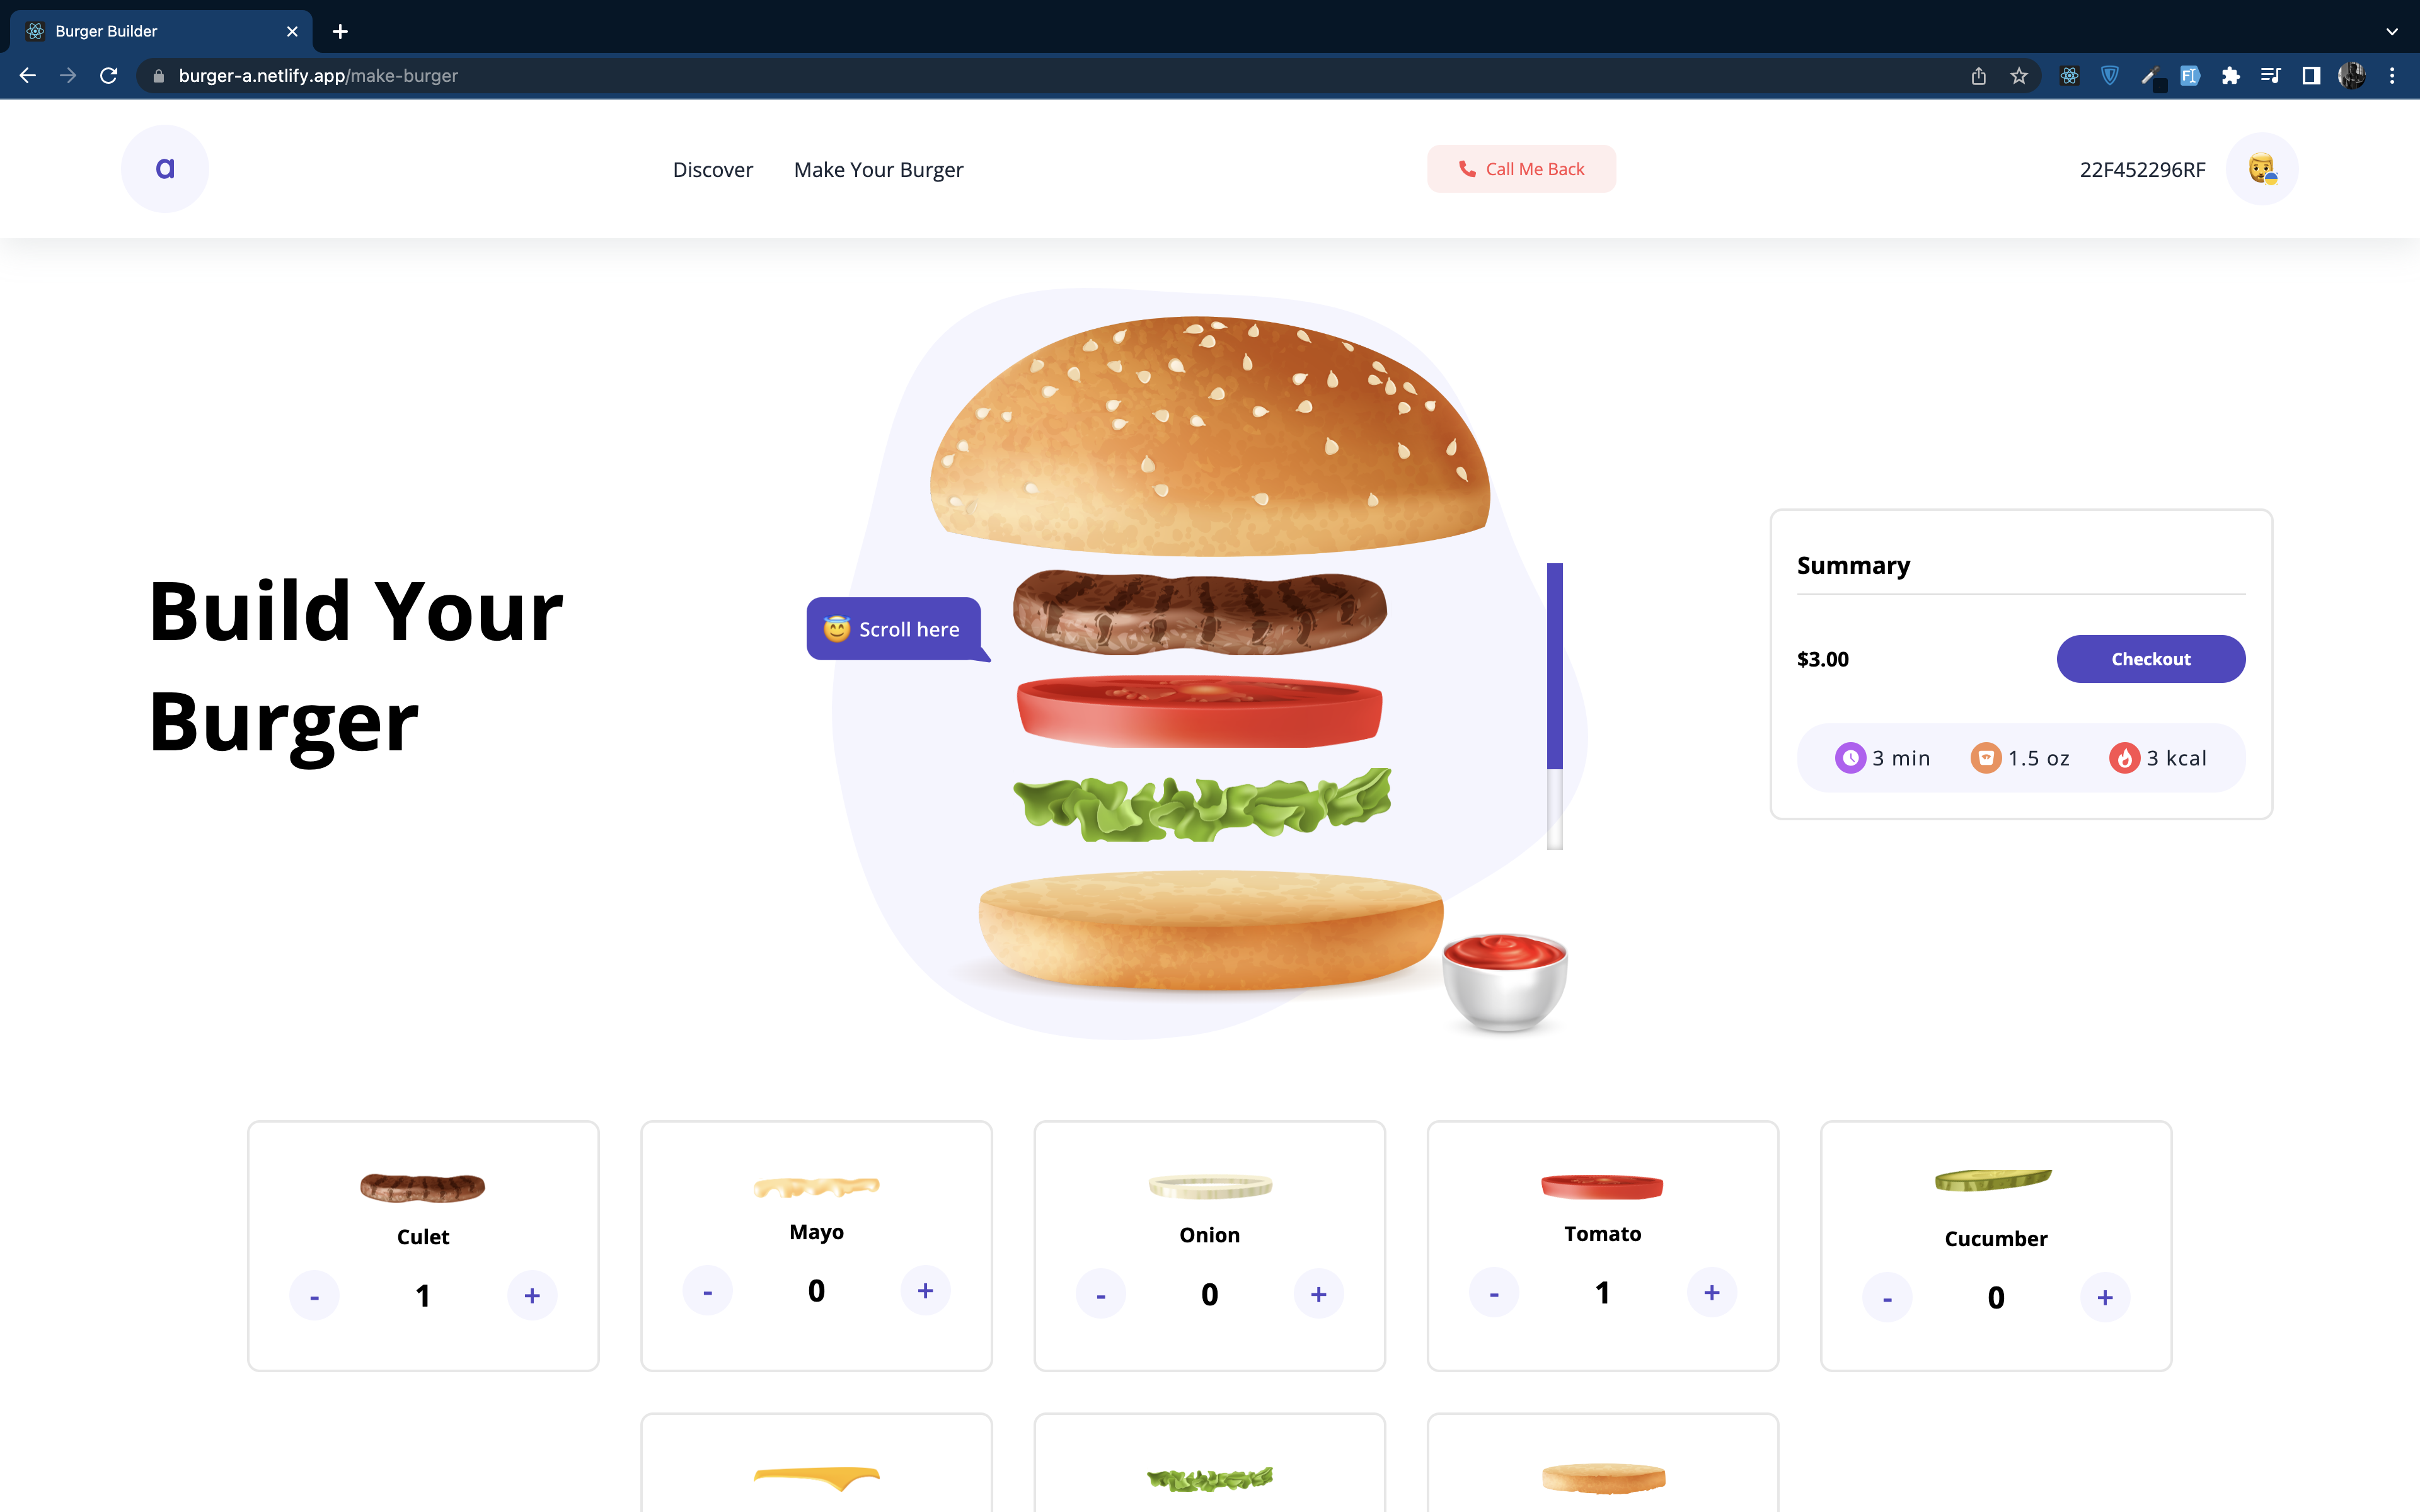 Burger Builder
burger-a.netlify.app/make-burger
a
Discover
Make Your Burger
Call Me Back
22F452296RF
Build Your
Burger
😇 Scroll here
Summary
$3.00
Checkout
3 min
1.5 oz
3 kcal
Culet
- 1 +
Mayo
- 0 +
Onion
- 0 +
Tomato
- 1 +
Cucumber
- 0 +